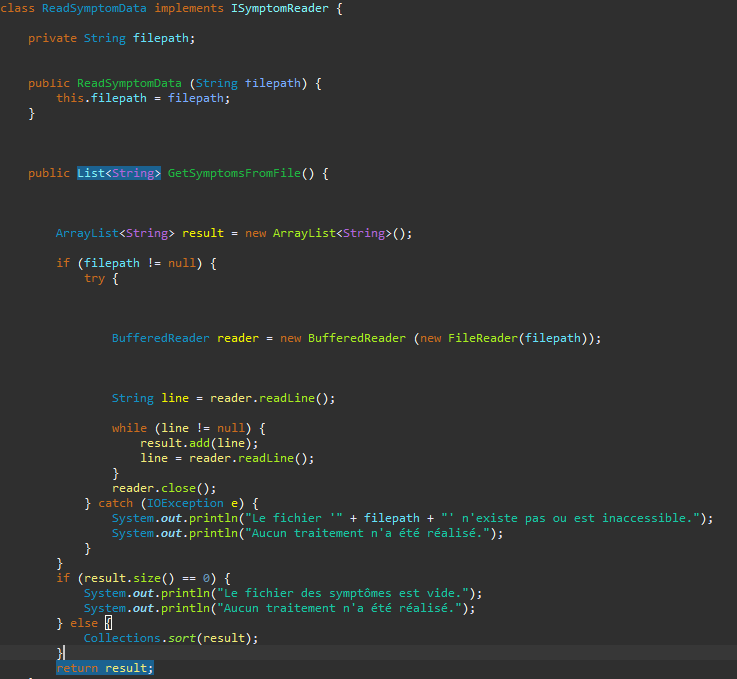 class ReadSymptomData implements ISymptomReader {
private String filepath;
public ReadSymptomData (String filepath) {
this.filepath = filepath;
}
public List<String> GetSymptomsFromFile() {
ArrayList<String> result = new ArrayList<String>();
if (filepath != null) {
try {
BufferedReader reader = new BufferedReader (new FileReader(filepath));
String line = reader.readLine();
while (line != null) {
result.add(line);
line = reader.readLine();
}
reader.close();
} catch (IOException e) {
System.out.println("Le fichier '" + filepath + "' n'existe pas ou est inaccessible.");
System.out.println("Aucun traitement n'a été réalisé.");
}
}
if (result.size() == 0) {
System.out.println("Le fichier des symptômes est vide.");
System.out.println("Aucun traitement n'a été réalisé.");
} else {
Collections.sort(result);
}
return result;